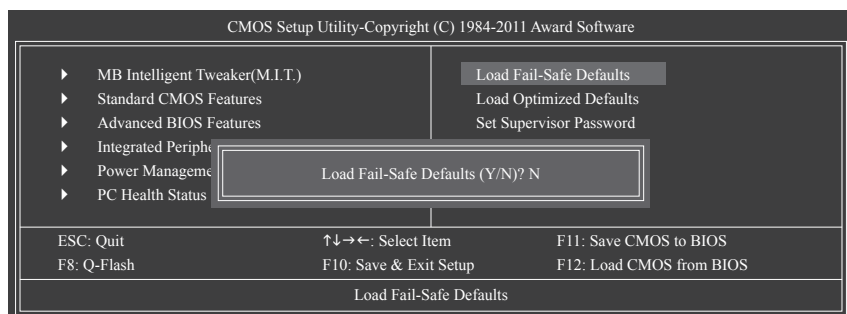 CMOS Setup Utility-Copyright (C) 1984-2011 Award Software
MB Intelligent Tweaker(M.I.T.)
Standard CMOS Features
Advanced BIOS Features
Integrated
Power
PC Health Status
Load Fail-Safe Defaults
Load Optimized Defaults
Set Supervisor Password
Load Fail-Safe Defaults (Y/N)? N
ESC: Quit
↑↓→←: Select Item
F11: Save CMOS to BIOS
F8: Q-Flash
F10: Save & Exit Setup
F12: Load CMOS from BIOS
Load Fail-Safe Defaults